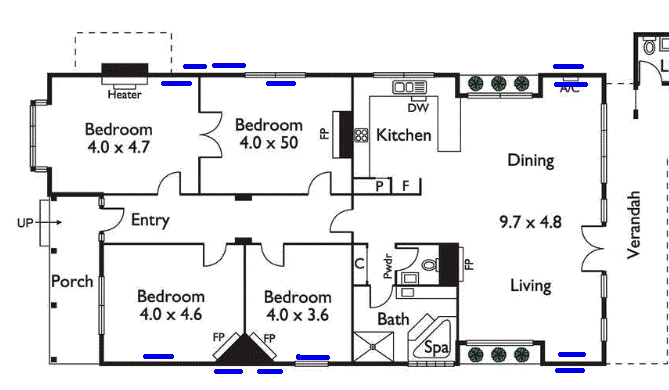 Heater
Bedroom
4.0 x 4.7
Bedroom
4.0 x 50
FP
DW
Kitchen
P F
A/C
L
Dining
9.7 x 4.8
Living
Verandah
UP
Entry
Porch
C
Pwdr
FP
Bedroom
4.0 x 4.6
Bedroom
4.0 x 3.6
FP
FP
Bath
Spa